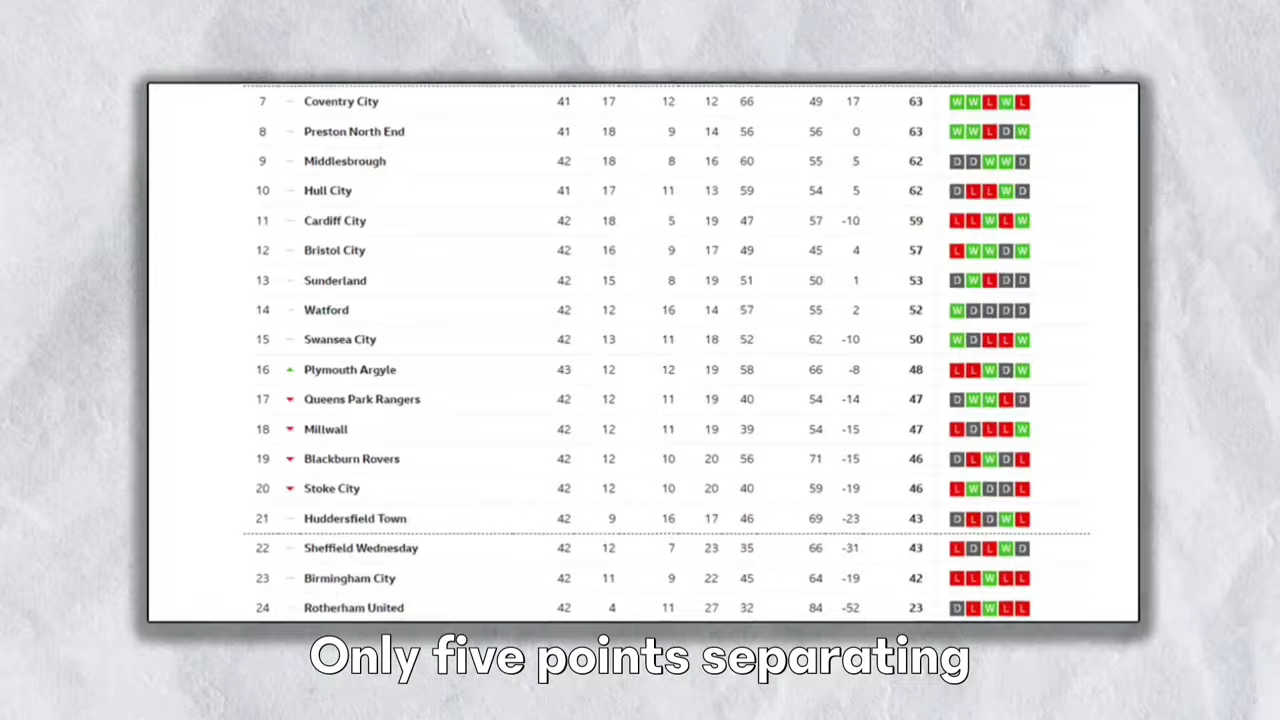 7 Coventry City 41 17 12 12 66 49 17 63 W W L W L
8 Preston North End 41 18 9 14 56 56 0 63 W W L D W
9 Middlesbrough 42 18 8 16 60 55 5 62 D D W W D
10 Hull City 41 17 11 13 59 54 5 62 D L L W D
11 Cardiff City 42 18 5 19 47 57 -10 59 L L W L W
12 Bristol City 42 16 9 17 49 45 4 57 L W W D W
13 Sunderland 42 15 8 19 51 50 1 53 D W L D D
14 Watford 42 12 16 14 57 55 2 52 W D D D D
15 Swansea City 42 13 11 18 52 62 -10 50 W D L L W
16 Plymouth Argyle 43 12 12 19 58 66 -8 48 L L W D W
17 Queens Park Rangers 42 12 11 19 40 54 -14 47 D W W L D
18 Millwall 42 12 11 19 39 54 -15 47 L D L L W
19 Blackburn Rovers 42 12 10 20 56 71 -15 46 D L W D L
20 Stoke City 42 12 10 20 40 59 -19 46 L W D D L
21 Huddersfield Town 42 9 16 17 46 69 -23 43 D L D W L
22 Sheffield Wednesday 42 12 7 23 35 66 -31 43 L D L W D
23 Birmingham City 42 11 9 22 45 64 -19 42 L L W L L
24 Rotherham United 42 4 11 27 32 84 -52 23 D L W L L
Only five points separating